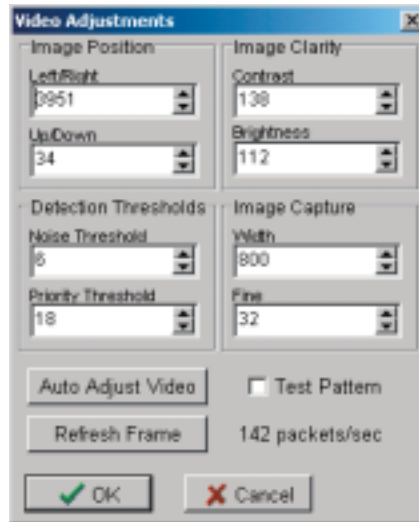 Video Adjustments
Image Position
Left/Right
3951
Up/Down
34
Image Clarity
Contrast
138
Brightness
112
Detection Thresholds
Noise Threshold
6
Priority Threshold
18
Image Capture
Width
800
Fine
32
Auto Adjust Video
Test Pattern
Refresh Frame
142 packets/sec
OK
Cancel